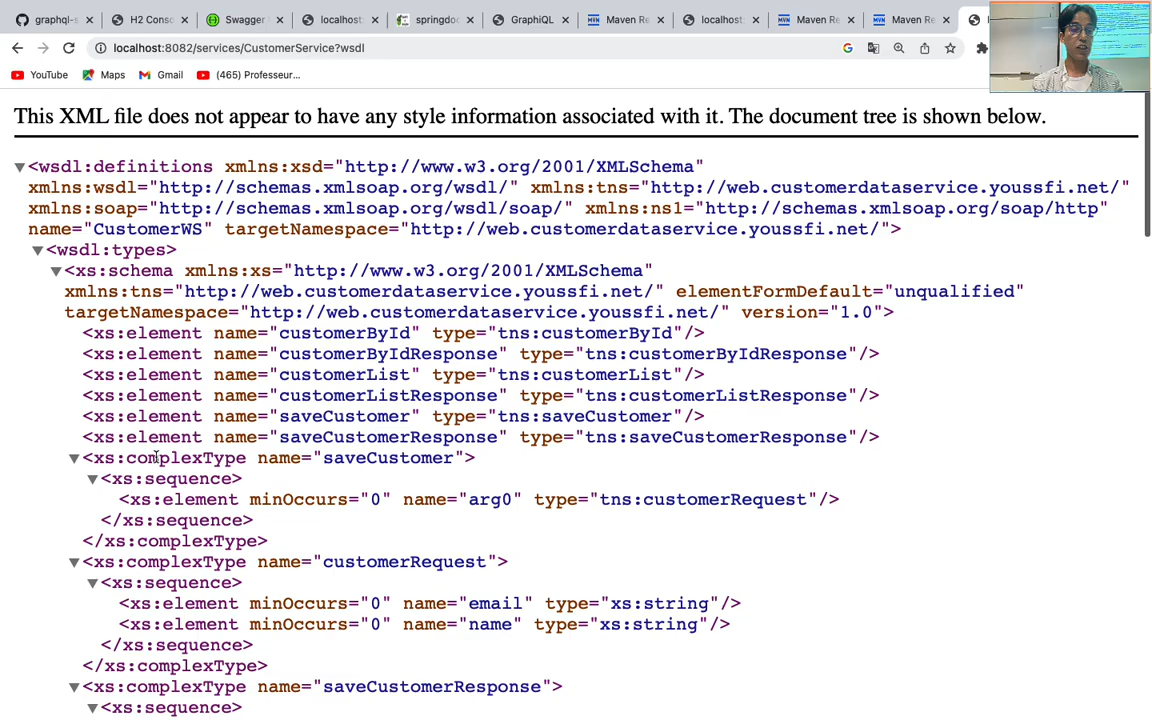 graphql-s
H2 Conso
Swagger
localhost:
springdoc
GraphiQL
Maven Re
localhost:
Maven Re
Maven Re
localhost:8082/services/CustomerService?wsdl
YouTube Maps Gmail (465) Professeur...
This XML file does not appear to have any style information associated with it. The document tree is shown below.
▼<wsdl:definitions xmlns:xsd="http://www.w3.org/2001/XMLSchema"
xmlns:wsdl="http://schemas.xmlsoap.org/wsdl/" xmlns:tns="http://web.customerdataservice.youssfi.net/"
xmlns:soap="http://schemas.xmlsoap.org/wsdl/soap/" xmlns:ns1="http://schemas.xmlsoap.org/soap/http"
name="CustomerWS" targetNamespace="http://web.customerdataservice.youssfi.net/">
▼<wsdl:types>
▼<xs:schema xmlns:xs="http://www.w3.org/2001/XMLSchema"
xmlns:tns="http://web.customerdataservice.youssfi.net/" elementFormDefault="unqualified"
targetNamespace="http://web.customerdataservice.youssfi.net/" version="1.0">
<xs:element name="customerById" type="tns:customerById"/>
<xs:element name="customerByIdResponse" type="tns:customerByIdResponse"/>
<xs:element name="customerList" type="tns:customerList"/>
<xs:element name="customerListResponse" type="tns:customerListResponse"/>
<xs:element name="saveCustomer" type="tns:saveCustomer"/>
<xs:element name="saveCustomerResponse" type="tns:saveCustomerResponse"/>
▼<xs:complexType name="saveCustomer">
▼<xs:sequence>
<xs:element minOccurs="0" name="arg0" type="tns:customerRequest"/>
</xs:sequence>
</xs:complexType>
▼<xs:complexType name="customerRequest">
▼<xs:sequence>
<xs:element minOccurs="0" name="email" type="xs:string"/>
<xs:element minOccurs="0" name="name" type="xs:string"/>
</xs:sequence>
</xs:complexType>
▼<xs:complexType name="saveCustomerResponse">
▼<xs:sequence>